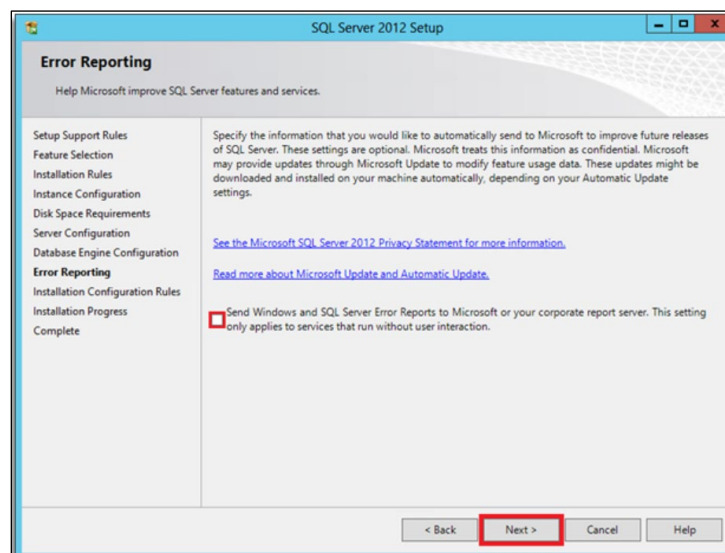 SQL Server 2012 Setup
Error Reporting
Help Microsoft improve SQL Server features and services.
Setup Support Rules
Feature Selection
Installation Rules
Instance Configuration
Disk Space Requirements
Server Configuration
Database Engine Configuration
Error Reporting
Installation Configuration Rules
Installation Progress
Complete
Specify the information that you would like to automatically send to Microsoft to improve future releases
of SQL Server. These settings are optional. Microsoft treats this information as confidential. Microsoft
may provide updates through Microsoft Update to modify feature usage data. These updates might be
downloaded and installed on your machine automatically, depending on your Automatic Update
settings.
See the Microsoft SQL Server 2012 Privacy Statement for more information.
Read more about Microsoft Update and Automatic Update.
Send Windows and SQL Server Error Reports to Microsoft or your corporate report server. This setting
only applies to services that run without user interaction.
< Back
Next >
Cancel
Help